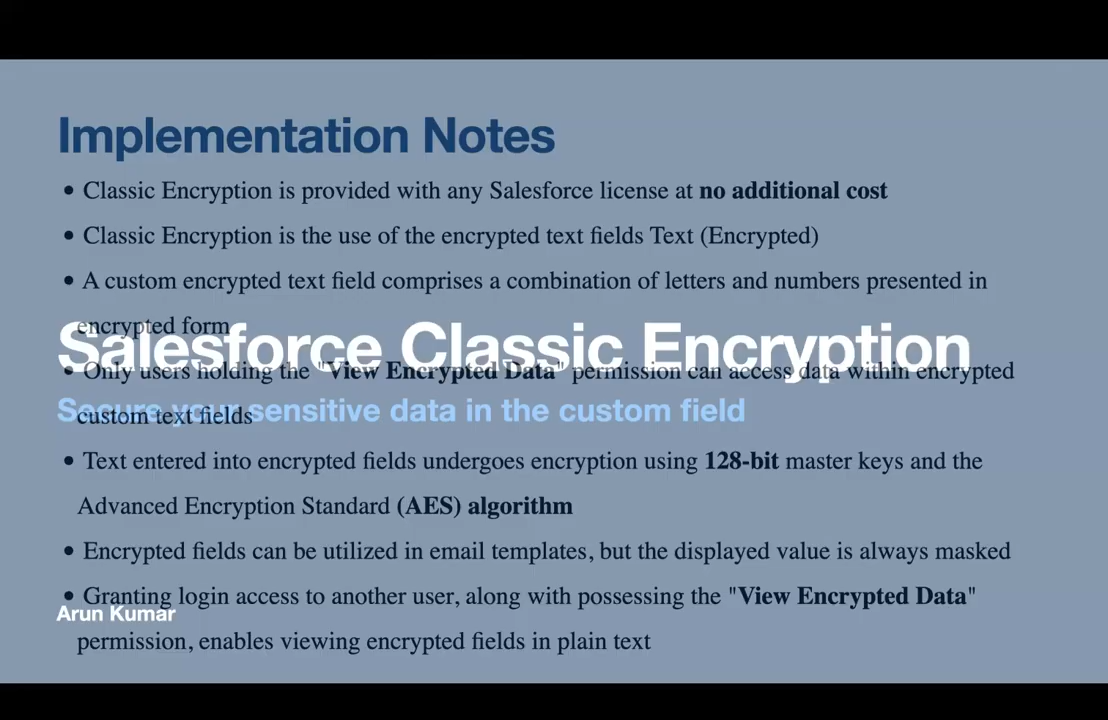 Implementation Notes
• Classic Encryption is provided with any Salesforce license at no additional cost
• Classic Encryption is the use of the encrypted text fields Text (Encrypted)
• A custom encrypted text field comprises a combination of letters and numbers presented in
encrypted form
Salesforce Classic Encryption
• Only users holding the "View Encrypted Data" permission can access data within encrypted
Secure your sensitive data in the custom field
custom text fields
• Text entered into encrypted fields undergoes encryption using 128-bit master keys and the
Advanced Encryption Standard (AES) algorithm
• Encrypted fields can be utilized in email templates, but the displayed value is always masked
• Granting login access to another user, along with possessing the "View Encrypted Data"
Arun Kumar
permission, enables viewing encrypted fields in plain text